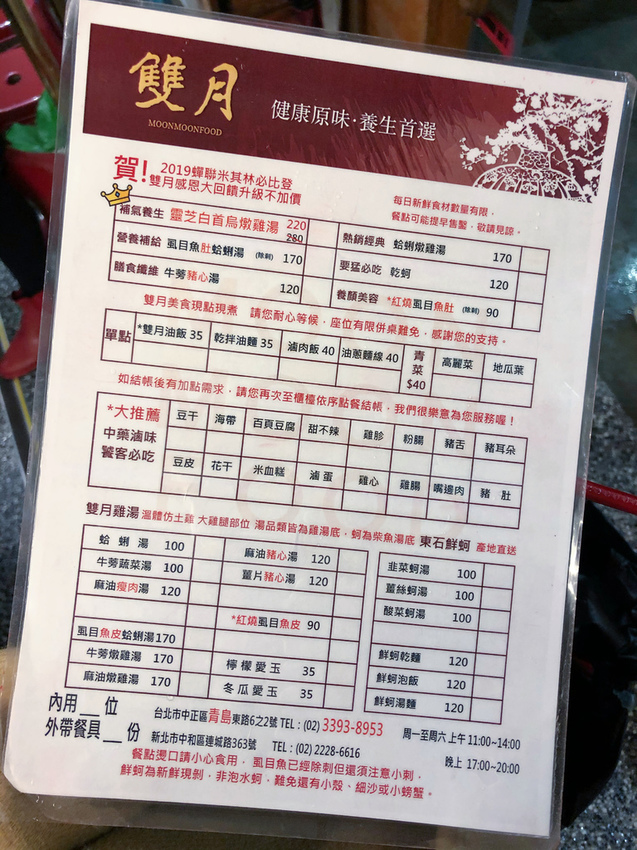 雙月
MOONMOONFOOD
健康原味·養生首選
賀! 2019蟬聯米其林必比登
雙月感恩大回饋升級不加價
每日新鮮食材數量有限，
餐點可能提早售罄，敬請見諒。
補氣養生 靈芝白首烏燉雞湯 220 280
營養補給 虱目魚肚蛤蜊湯 (除刺) 170
膳食纖維 牛蒡豬心湯 120
熱銷經典 蛤蜊燉雞湯 170
要猛必吃 乾蚵 120
養顏美容 *紅燒虱目魚肚 (除刺) 90
雙月美食現點現煮 請您耐心等候，座位有限併桌難免，感謝您的支持。
單點 *雙月油飯 35 乾拌油麵 35 滷肉飯 40 油蔥麵線 40 青菜 $40 高麗菜 地瓜葉
如結帳後有加點需求，請您再次至櫃檯依序點餐結帳，我們很樂意為您服務喔！
*大推薦
中藥滷味
饕客必吃
豆干 海帶 百頁豆腐 甜不辣 雞胗 粉腸 豬舌 豬耳朵
豆皮 花干 米血糕 滷蛋 雞心 雞腸 嘴邊肉 豬肚
雙月雞湯 溫體仿土雞 大雞腿部位 湯品類皆為雞湯底，蚵為柴魚湯底 東石鮮蚵 產地直送
蛤蜊湯 100
牛蒡蔬菜湯 100
麻油瘦肉湯 120
虱目魚皮蛤蜊湯 170
牛蒡燉雞湯 170
麻油燉雞湯 170
麻油豬心湯 120
薑片豬心湯 120
*紅燒虱目魚皮 90
檸檬愛玉 35
冬瓜愛玉 35
韭菜蚵湯 100
薑絲蚵湯 100
酸菜蚵湯 100
鮮蚵乾麵 120
鮮蚵泡飯 120
鮮蚵湯麵 120
內用__位
外帶餐具__份
台北市中正區青島東路6之2號 TEL：(02) 3393-8953
新北市中和區連城路363號 TEL：(02) 2228-6616
周一至周六 上午 11:00~14:00
晚上 17:00~20:00
餐點燙口請小心食用， 虱目魚已經除刺但還須注意小刺，
鮮蚵為新鮮現剝，非泡水蚵，難免還有小殼、細沙或小螃蟹。